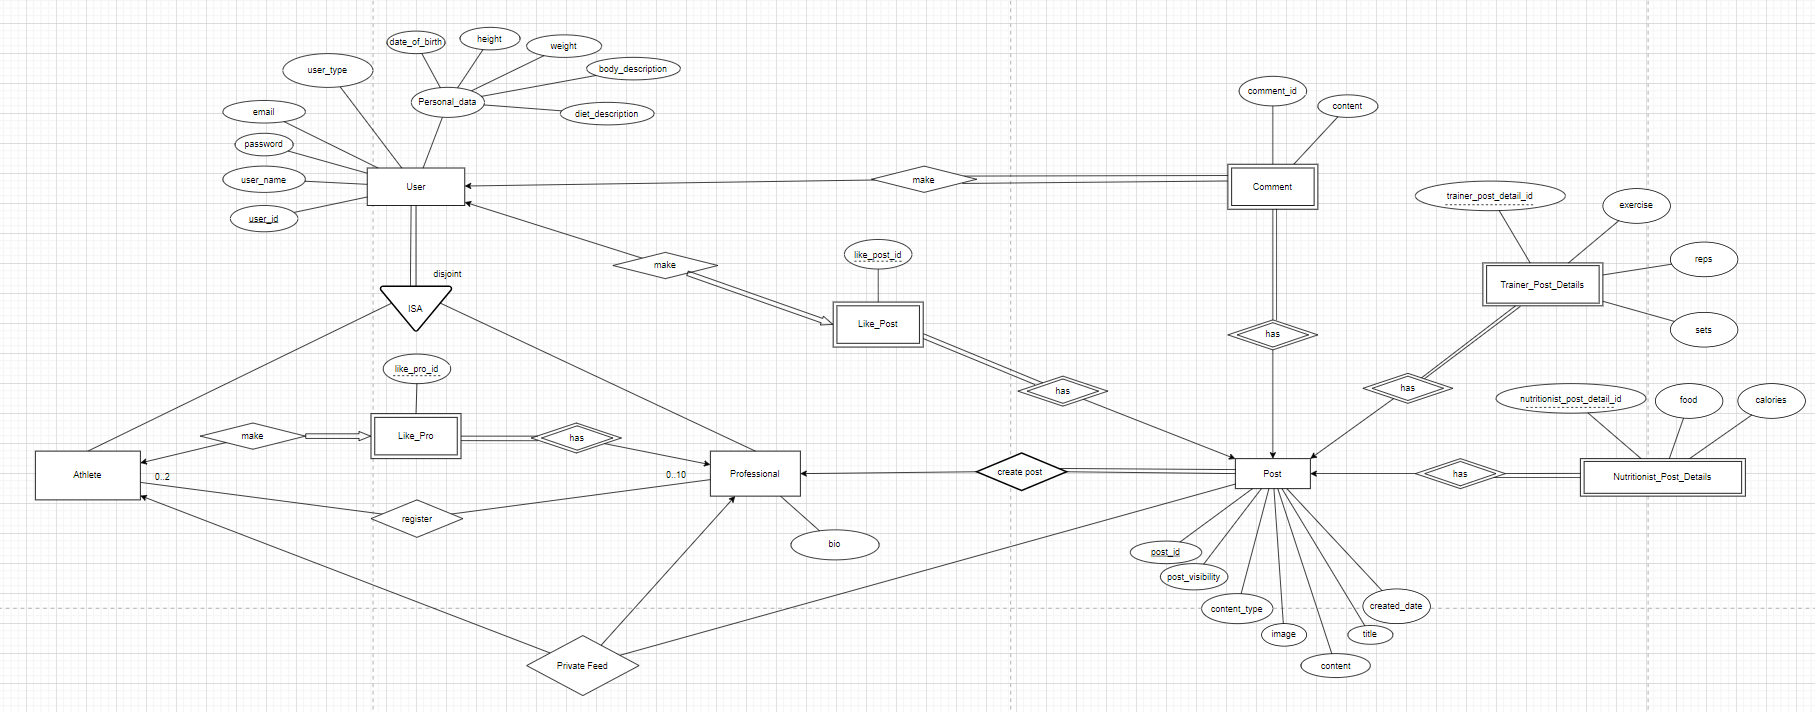 date_of_birth
height
weight
user_type
body_description
Personal_data
diet_description
email
password
user_name
User
user_id
make
comment_id
content
Comment
trainer_post_detail_id
exercise
reps
Trainer_Post_Details
sets
make
like_post_id
Like_Post
disjoint
ISA
has
has
has
nutritionist_post_detail_id
food
calories
like_pro_id
make
Like_Pro
has
Athlete
0..2
0..10
Professional
create post
Post
has
Nutritionist_Post_Details
register
bio
post_id
post_visibility
content_type
created_date
image
title
content
Private Feed